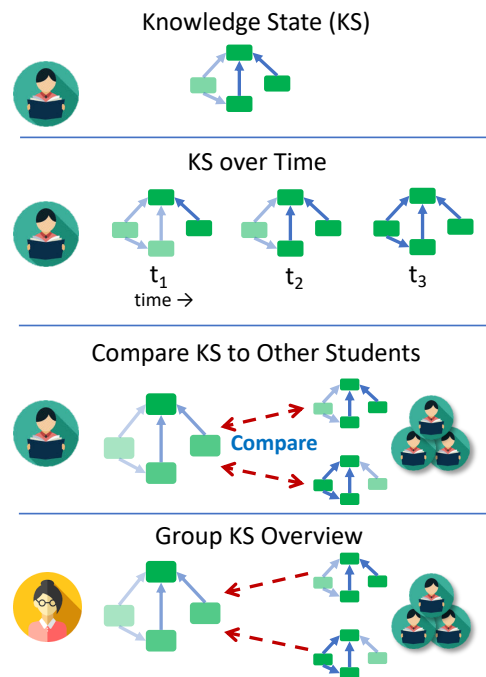 Knowledge State (KS)
KS over Time
t₁
t₂
t₃
time →
Compare KS to Other Students
Compare
Group KS Overview